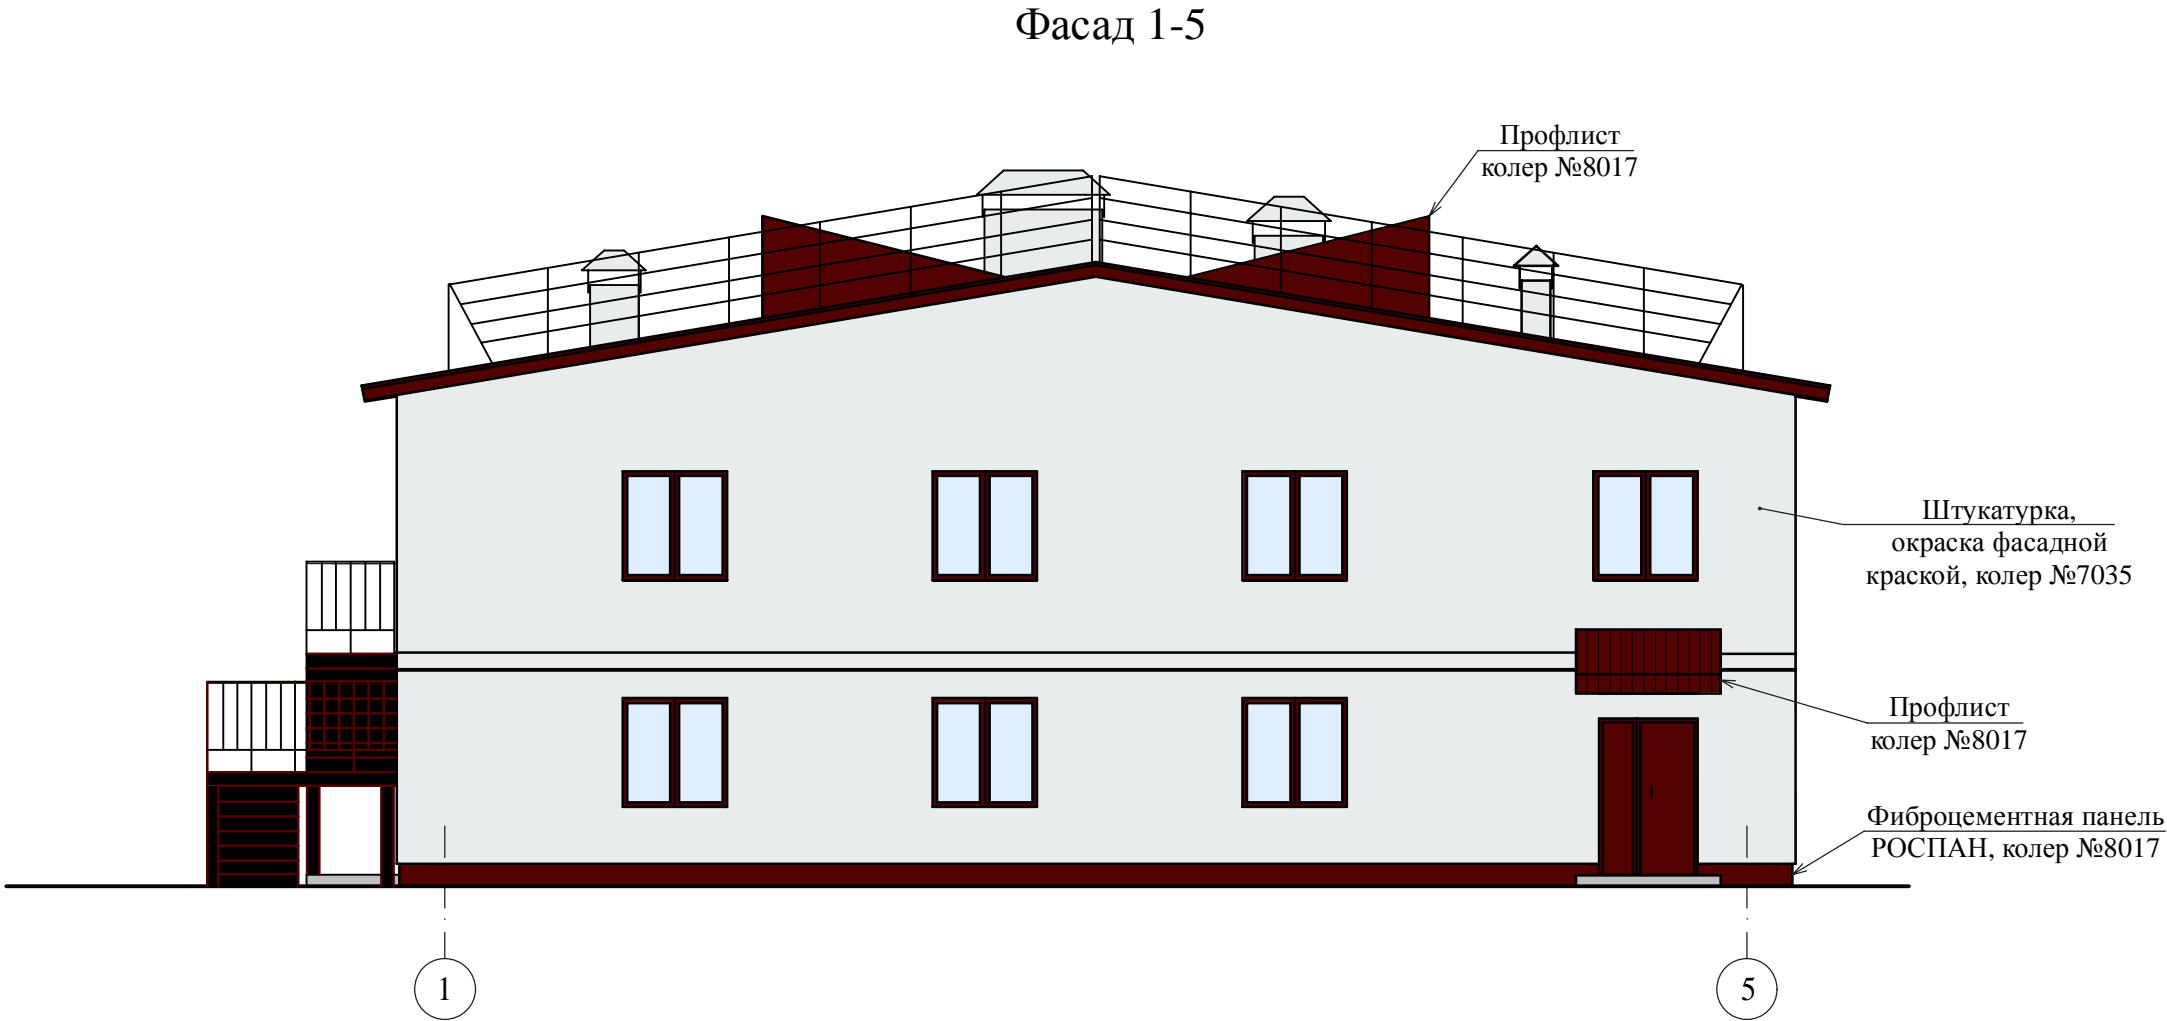 Фасад 1-5
Профлист
колер №8017
Штукатурка,
окраска фасадной
краской, колер №7035
Профлист
колер №8017
Фиброцементная панель
РОСПАН, колер №8017
1
5